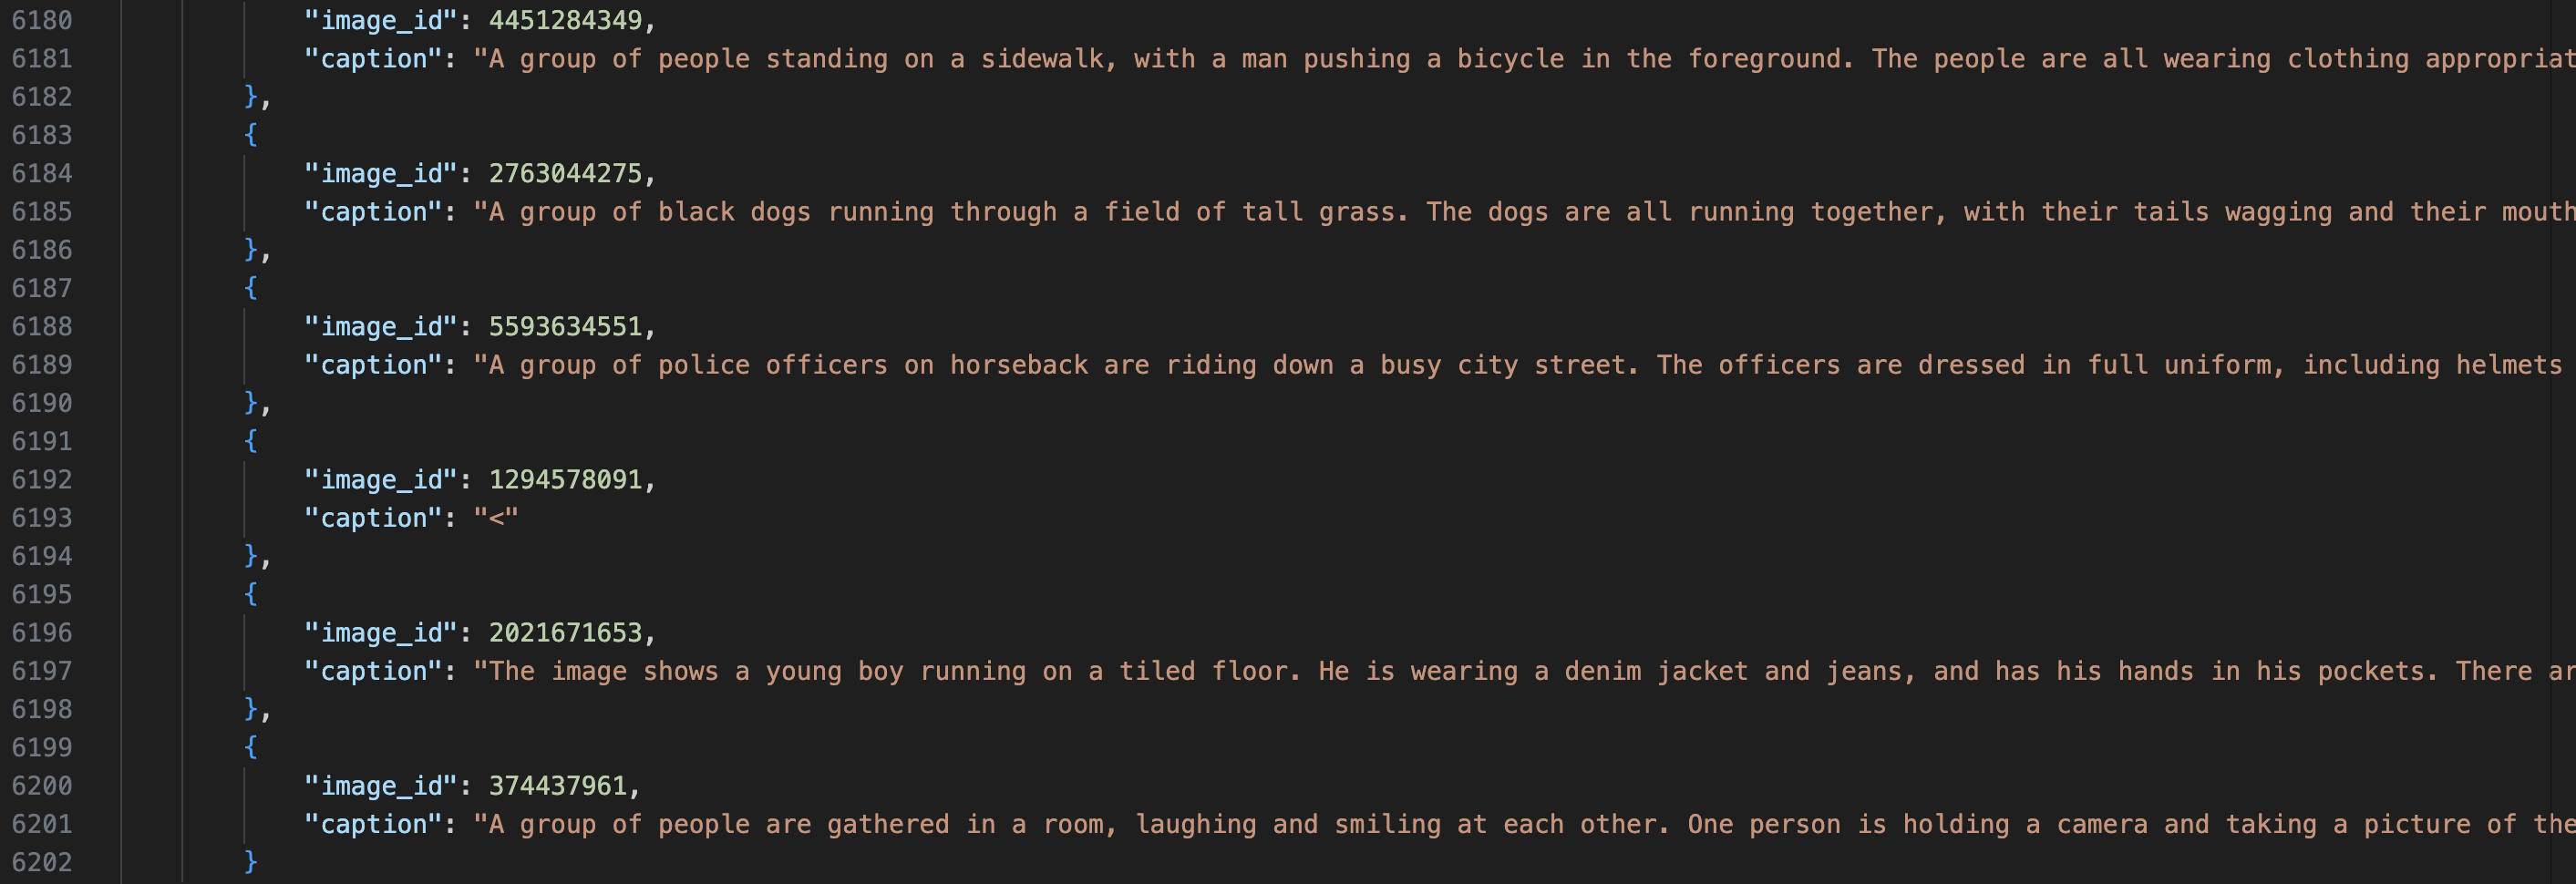 6180 "image_id": 4451284349,
6181 "caption": "A group of people standing on a sidewalk, with a man pushing a bicycle in the foreground. The people are all wearing clothing appropriat
6182 },
6183 {
6184 "image_id": 2763044275,
6185 "caption": "A group of black dogs running through a field of tall grass. The dogs are all running together, with their tails wagging and their mouth
6186 },
6187 {
6188 "image_id": 5593634551,
6189 "caption": "A group of police officers on horseback are riding down a busy city street. The officers are dressed in full uniform, including helmets
6190 },
6191 {
6192 "image_id": 1294578091,
6193 "caption": "<"
6194 },
6195 {
6196 "image_id": 2021671653,
6197 "caption": "The image shows a young boy running on a tiled floor. He is wearing a denim jacket and jeans, and has his hands in his pockets. There ar
6198 },
6199 {
6200 "image_id": 374437961,
6201 "caption": "A group of people are gathered in a room, laughing and smiling at each other. One person is holding a camera and taking a picture of the
6202 }